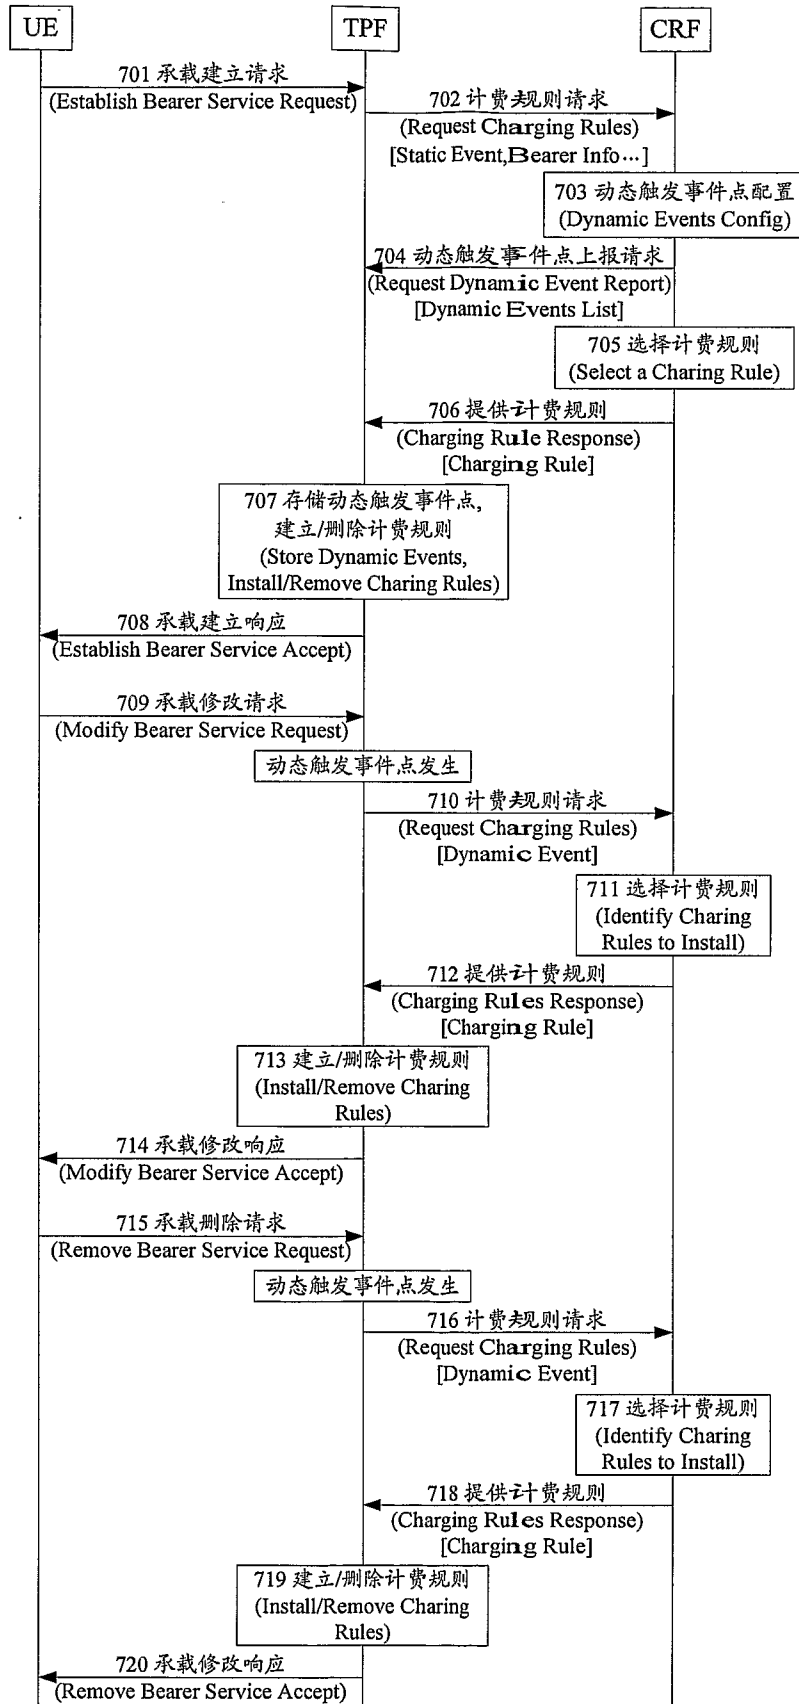 UE
TPF
CRF
701 承载建立请求
(Establish Bearer Service Request)
702 计费规则请求
(Request Charging Rules)
[Static Event,Bearer Info…]
703 动态触发事件点配置
(Dynamic Events Config)
704 动态触发事件点上报请求
(Request Dynamic Event Report)
[Dynamic Events List]
705 选择计费规则
(Select a Charing Rule)
706 提供计费规则
(Charging Rule Response)
[Charging Rule]
707 存储动态触发事件点,
建立/删除计费规则
(Store Dynamic Events,
Install/Remove Charing Rules)
708 承载建立响应
(Establish Bearer Service Accept)
709 承载修改请求
(Modify Bearer Service Request)
动态触发事件点发生
710 计费规则请求
(Request Charging Rules)
[Dynamic Event]
711 选择计费规则
(Identify Charing
Rules to Install)
712 提供计费规则
(Charging Rules Response)
[Charging Rule]
713 建立/删除计费规则
(Install/Remove Charing
Rules)
714 承载修改响应
(Modify Bearer Service Accept)
715 承载删除请求
(Remove Bearer Service Request)
动态触发事件点发生
716 计费规则请求
(Request Charging Rules)
[Dynamic Event]
717 选择计费规则
(Identify Charing
Rules to Install)
718 提供计费规则
(Charging Rules Response)
[Charging Rule]
719 建立/删除计费规则
(Install/Remove Charing
Rules)
720 承载修改响应
(Remove Bearer Service Accept)